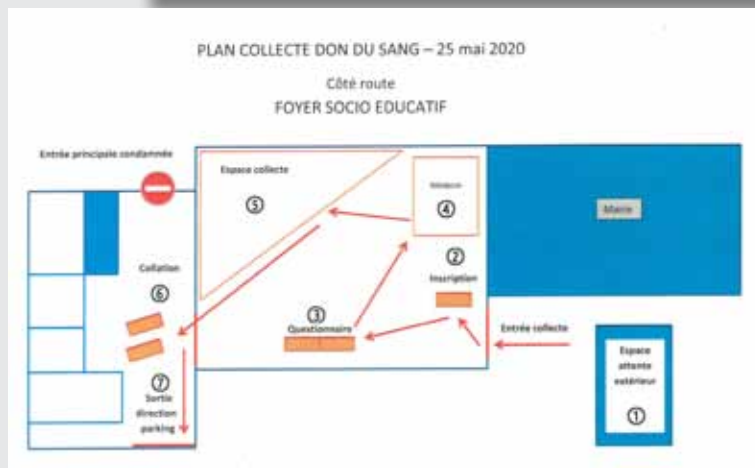 PLAN COLLECTE DON DU SANG – 25 mai 2020
Côté route
FOYER SOCIO EDUCATIF
Entrée principale condamnée
Espace collecte
⑤
Médecin
④
Mairie
②
Inscription
Collation
⑥
③
Questionnaire
Entrée collecte
Espace
attente
extérieur
①
⑦
Sortie
direction
parking